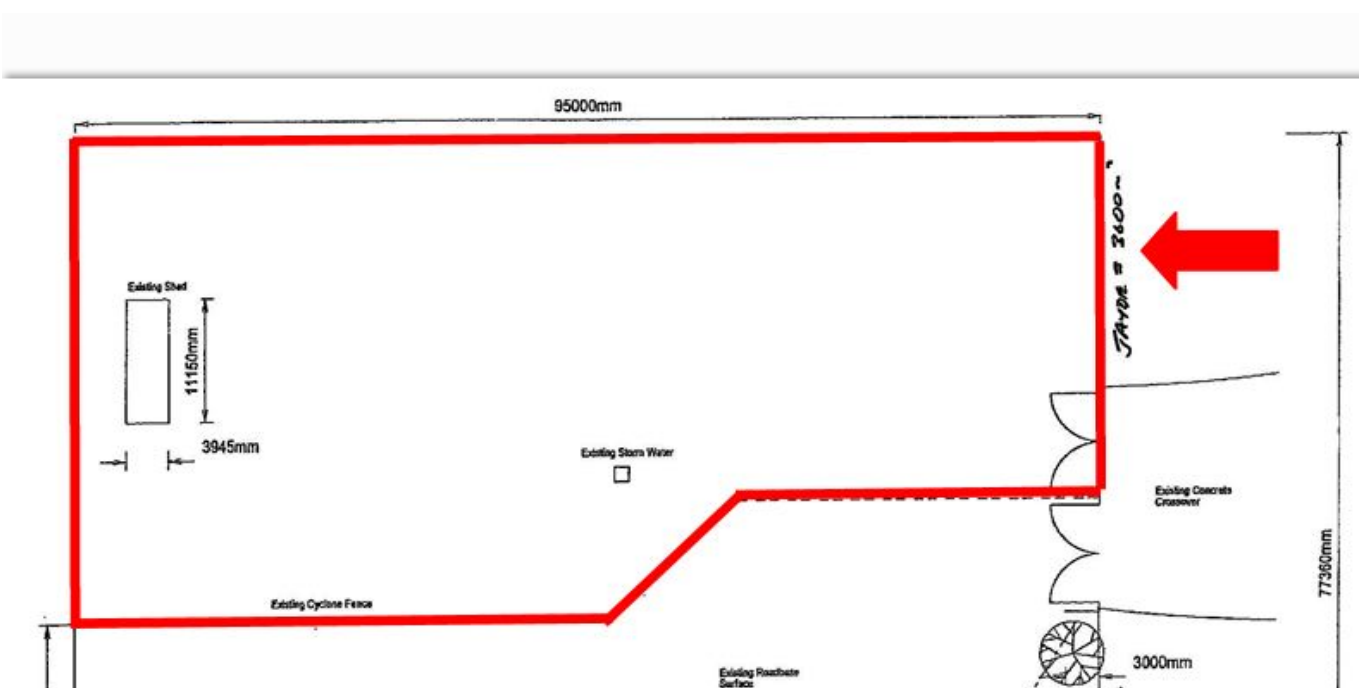 95000mm
JAYDR = 3600m²
Existing Shed
11150mm
3945mm
Existing Storm Water
Existing Concrete
Crossover
77360mm
Existing Cyclone Fence
3000mm
Existing Roadbase
Surface